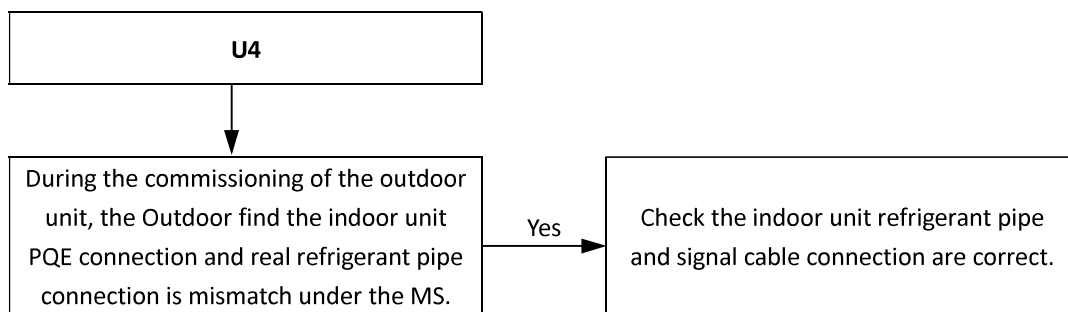 U4
During the commissioning of the outdoor
unit, the Outdoor find the indoor unit
PQE connection and real refrigerant pipe
connection is mismatch under the MS.
Yes
Check the indoor unit refrigerant pipe
and signal cable connection are correct.